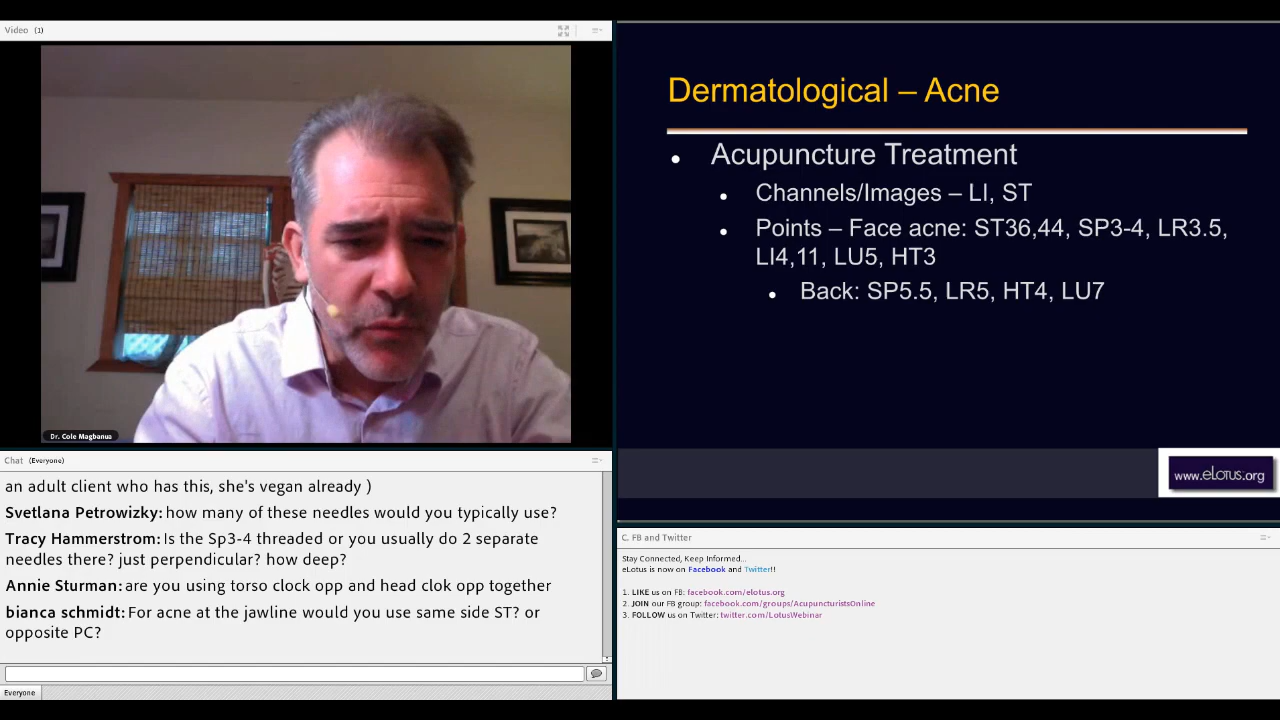 Video (1)
Dr. Cole Magbanua
Chat (Everyone)
an adult client who has this, she's vegan already )
Svetlana Petrowizky: how many of these needles would you typically use?
Tracy Hammerstrom: Is the Sp3-4 threaded or you usually do 2 separate
needles there? just perpendicular? how deep?
Annie Sturman: are you using torso clock opp and head clok opp together
bianca schmidt: For acne at the jawline would you use same side ST? or
opposite PC?
Everyone
Dermatological – Acne
• Acupuncture Treatment
• Channels/Images – LI, ST
• Points – Face acne: ST36,44, SP3-4, LR3.5,
LI4,11, LU5, HT3
• Back: SP5.5, LR5, HT4, LU7
www.eLotus.org
C. FB and Twitter
Stay Connected, Keep Informed...
eLotus is now on Facebook and Twitter!!
1. LIKE us on FB: facebook.com/elotus.org
2. JOIN our FB group: facebook.com/groups/AcupuncturistsOnline
3. FOLLOW us on Twitter: twitter.com/LotusWebinar